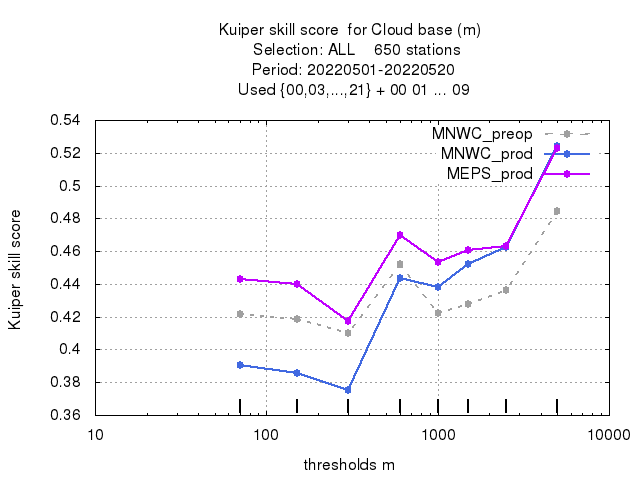 Kuiper skill score  for Cloud base (m)
Selection: ALL    650 stations
Period: 20220501-20220520
Used {00,03,...,21} + 00 01 ... 09
MNWC_preop
MNWC_prod
MEPS_prod
Kuiper skill score
0.54
0.52
0.5
0.48
0.46
0.44
0.42
0.4
0.38
0.36
10
100
1000
10000
thresholds m